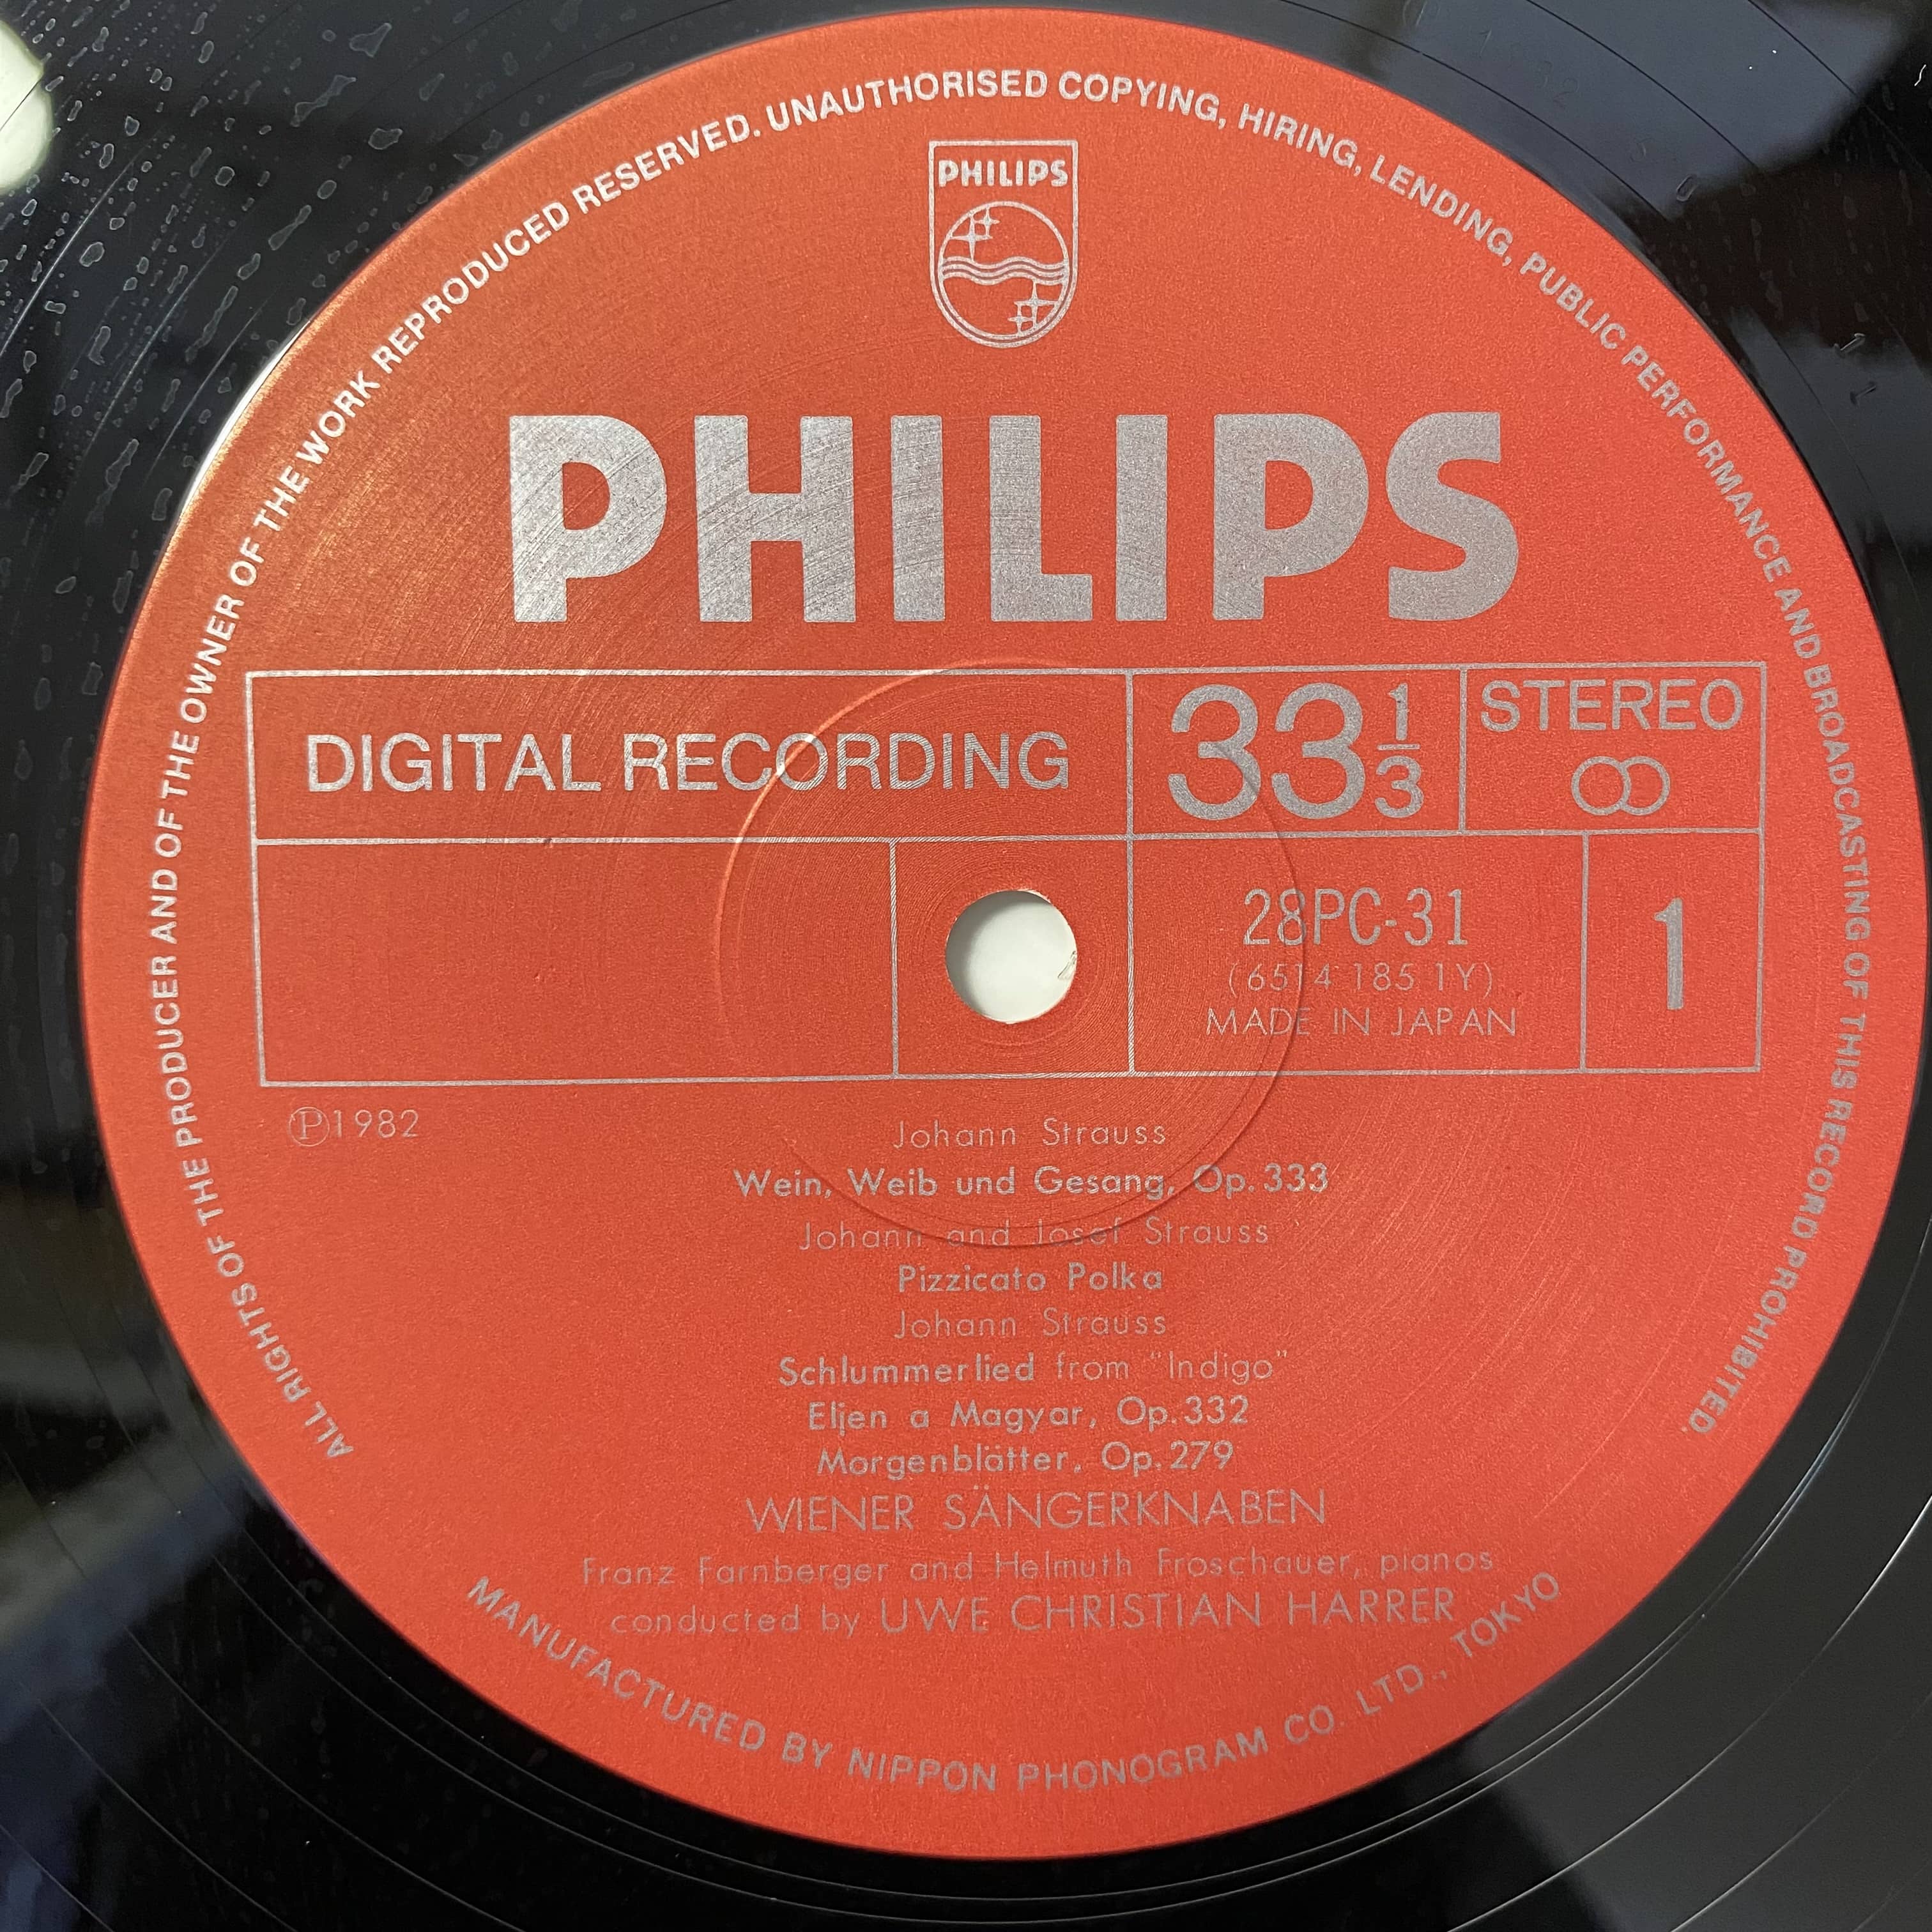 ALL RIGHTS OF THE PRODUCER AND OF THE OWNER OF THE WORK REPRODUCED RESERVED. UNAUTHORISED COPYING, HIRING, LENDING, PUBLIC PERFORMANCE AND BROADCASTING OF THIS RECORD PROHIBITED.
PHILIPS
PHILIPS
DIGITAL RECORDING
33 1/3
STEREO
28PC-31
(6514 185 1Y)
MADE IN JAPAN
1
Ⓟ1982
Johann Strauss
Wein, Weib und Gesang, Op.333
Johann and Josef Strauss
Pizzicato Polka
Johann Strauss
Schlummerlied from "Indigo"
Eljen a Magyar, Op.332
Morgenblätter, Op.279
WIENER SÄNGERKNABEN
Franz Farnberger and Helmuth Froschauer, pianos
conducted by UWE CHRISTIAN HARRER
MANUFACTURED BY NIPPON PHONOGRAM CO. LTD., TOKYO